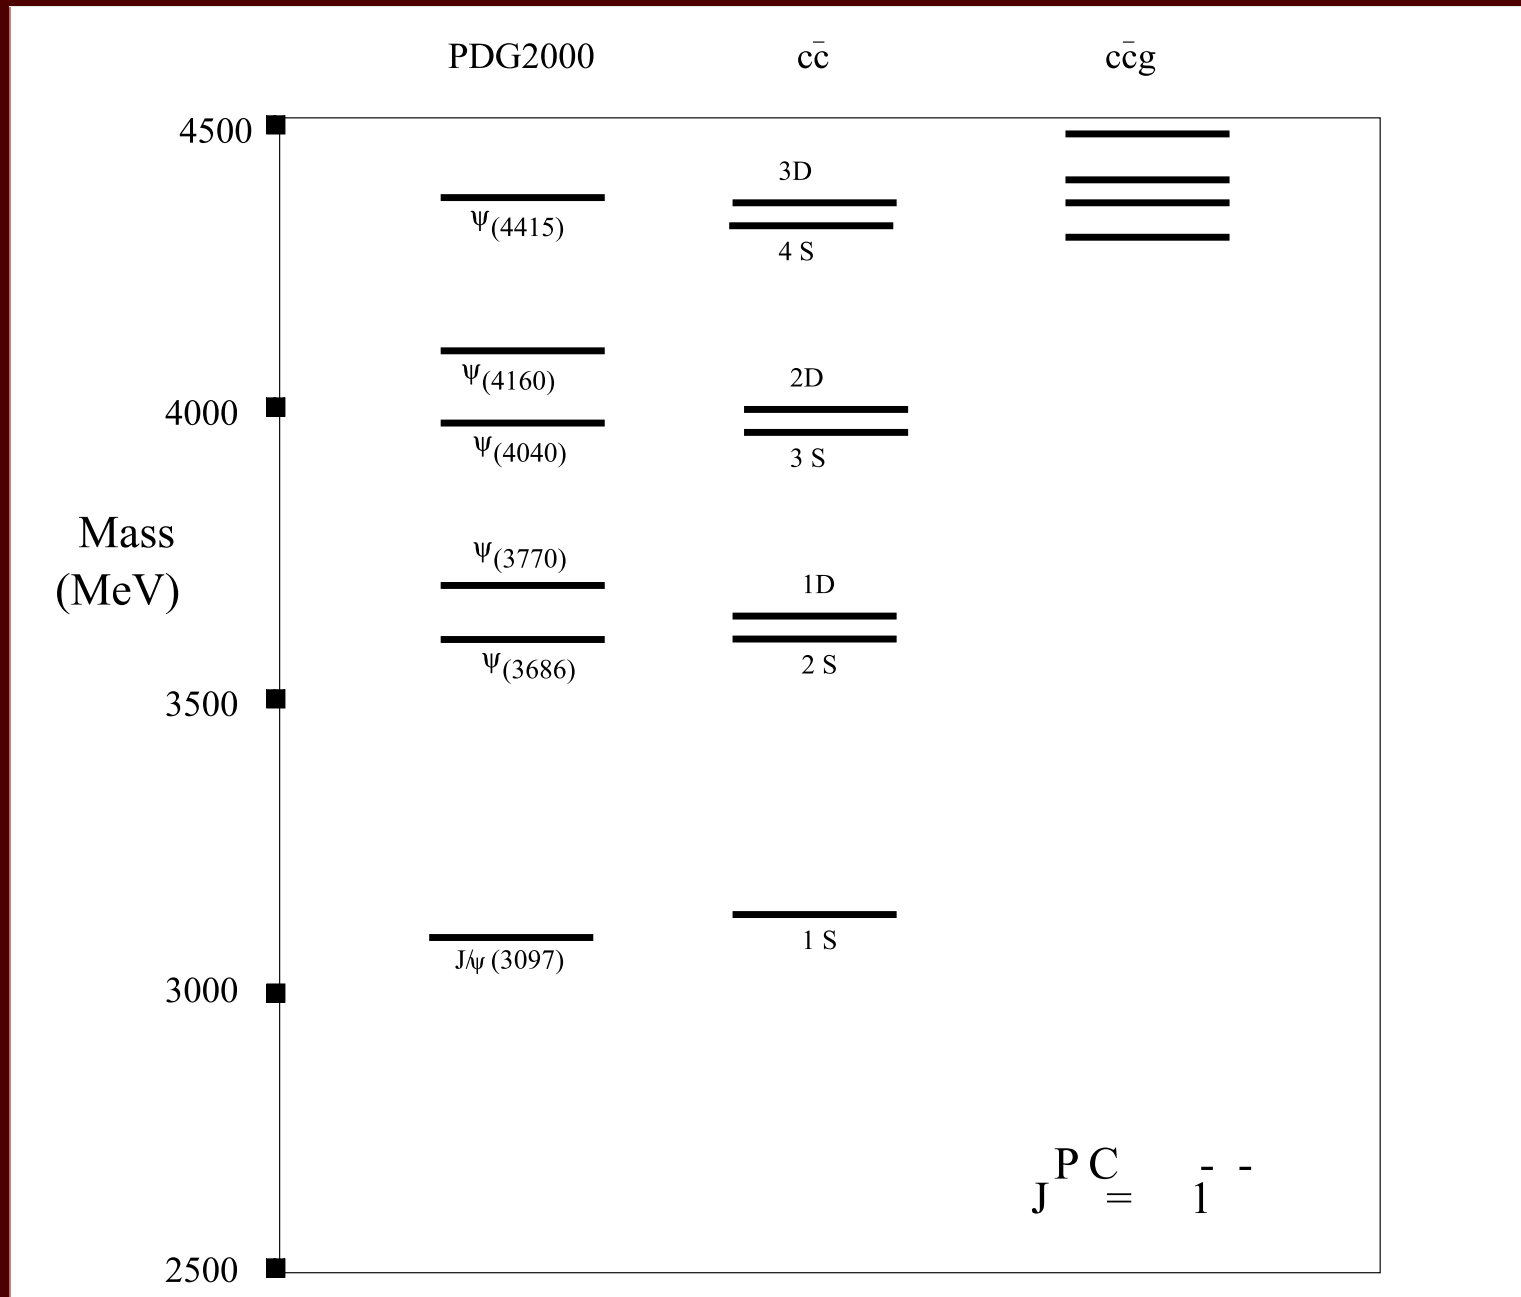 PDG2000 cc̄ cc̄g
4500
3D
ψ(4415)
4 S
2D
ψ(4160)
4000
ψ(4040)
3 S
Mass
(MeV)
ψ(3770)
1D
ψ(3686)
2 S
3500
1 S
J/ψ (3097)
3000
J PC = 1 - -
2500